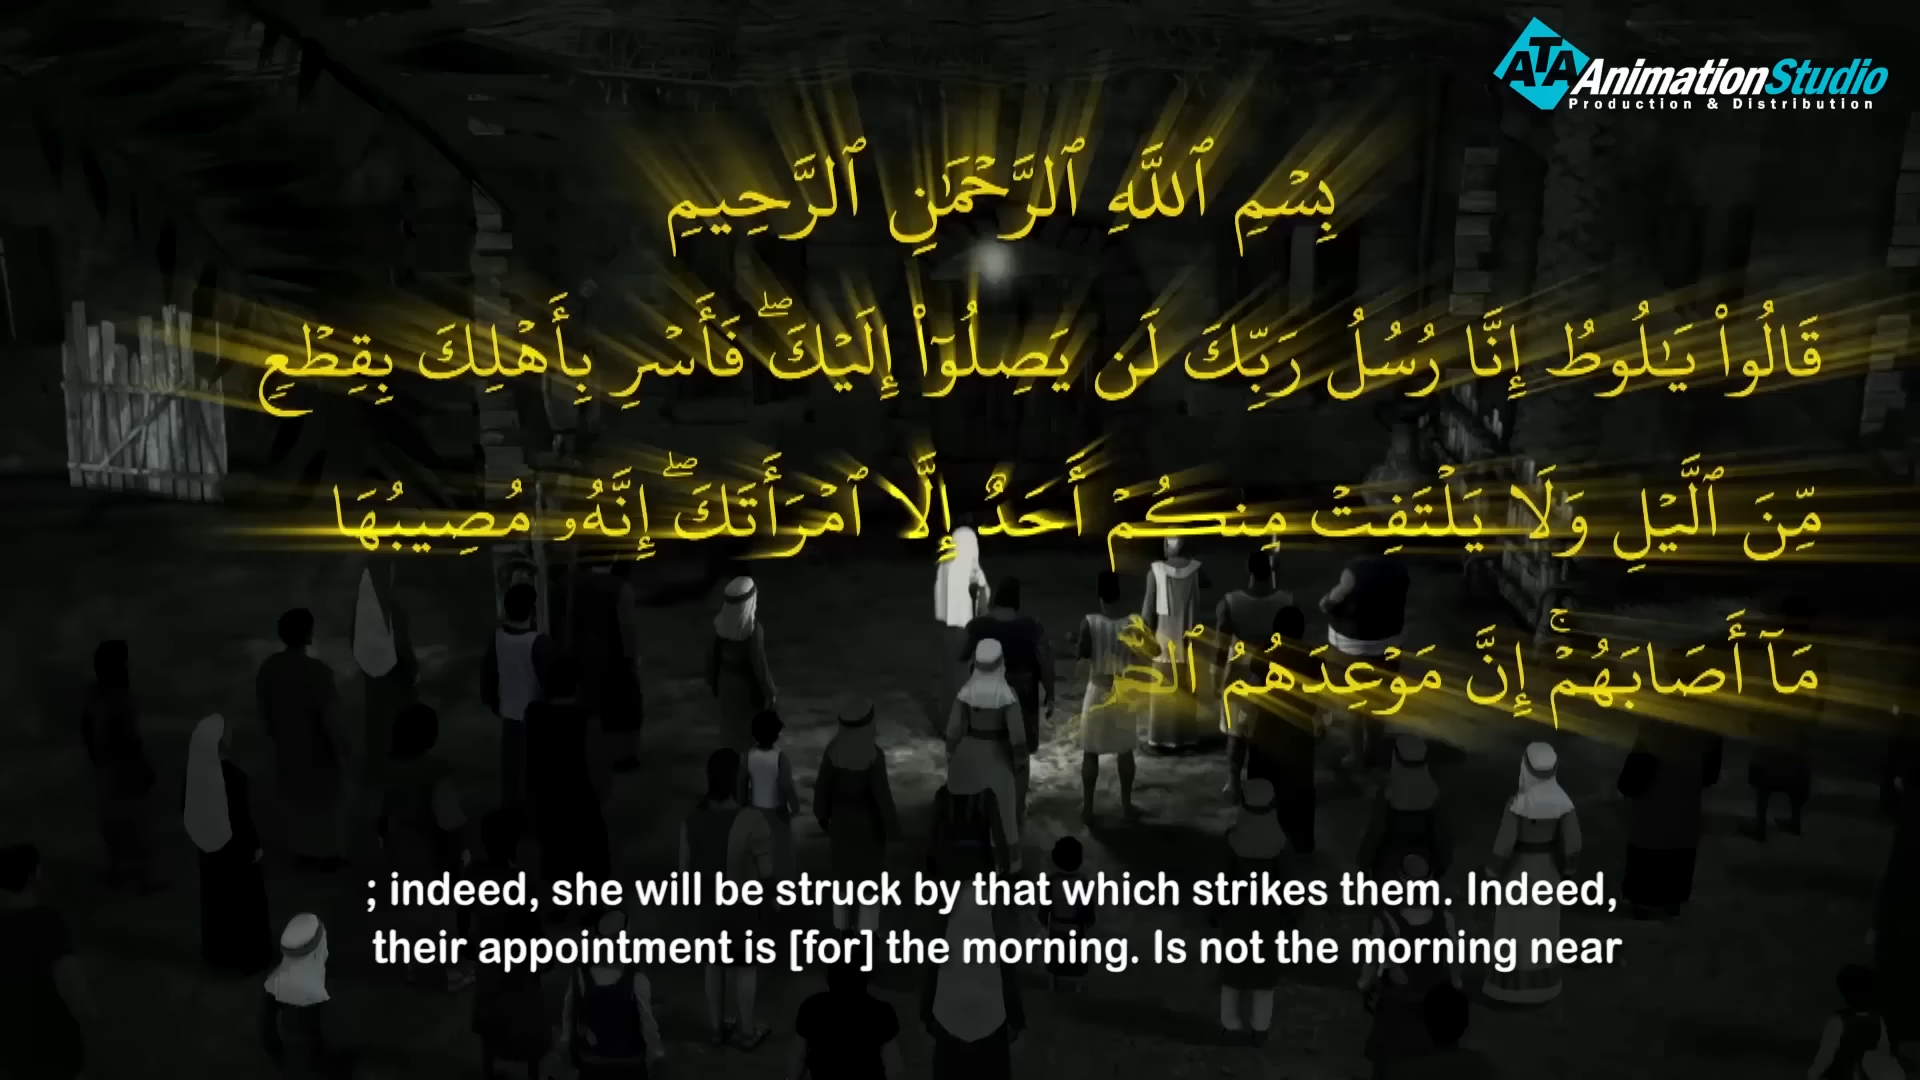 ATA AnimationStudio
Production & Distribution
بِسْمِ ٱللَّهِ ٱلرَّحْمَٰنِ ٱلرَّحِيمِ
قَالُوا۟ يَٰلُوطُ إِنَّا رُسُلُ رَبِّكَ لَن يَصِلُوٓا۟ إِلَيْكَ ۖ فَأَسْرِ بِأَهْلِكَ بِقِطْعٍ
مِّنَ ٱلَّيْلِ وَلَا يَلْتَفِتْ مِنكُمْ أَحَدٌ إِلَّا ٱمْرَأَتَكَ ۖ إِنَّهُۥ مُصِيبُهَا
مَآ أَصَابَهُمْ ۚ إِنَّ مَوْعِدَهُمُ
; indeed, she will be struck by that which strikes them. Indeed,
their appointment is [for] the morning. Is not the morning near